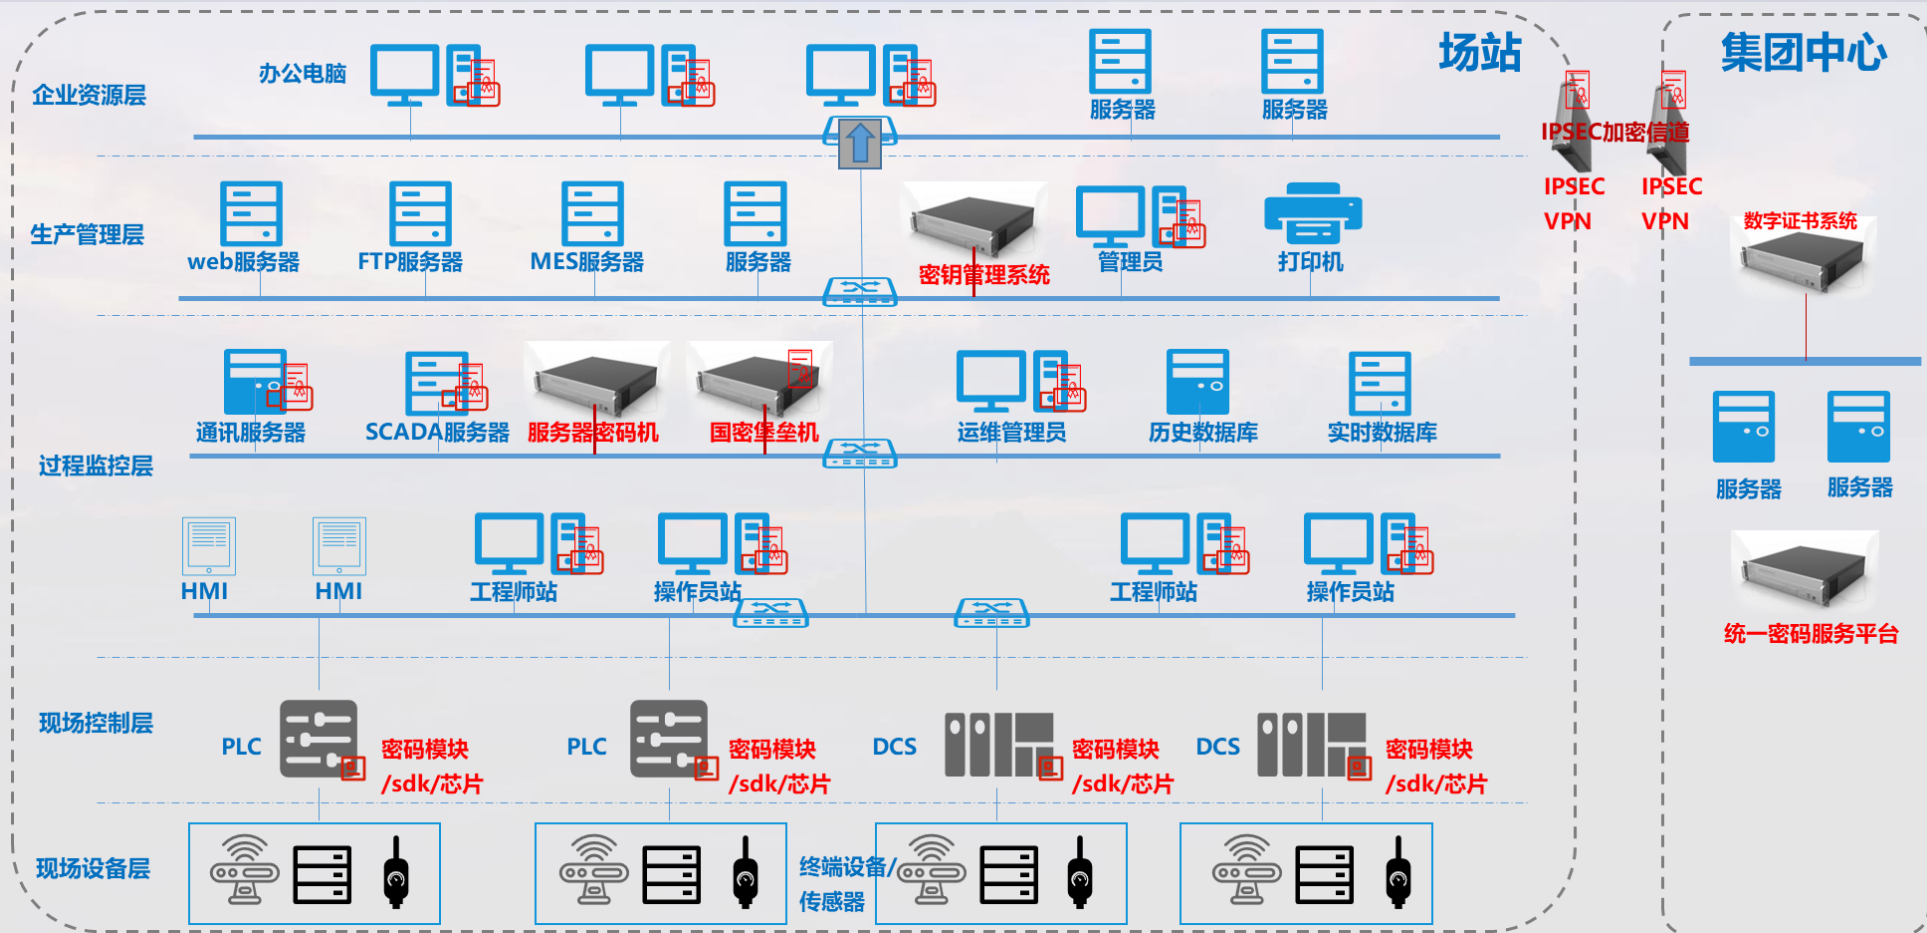 场站
集团中心
企业资源层
办公电脑
服务器
服务器
IPSEC加密信道
IPSEC
VPN
IPSEC
VPN
数字证书系统
生产管理层
web服务器
FTP服务器
MES服务器
服务器
密钥管理系统
管理员
打印机
过程监控层
通讯服务器
SCADA服务器
服务器密码机
国密堡垒机
运维管理员
历史数据库
实时数据库
服务器
服务器
HMI
HMI
工程师站
操作员站
工程师站
操作员站
统一密码服务平台
现场控制层
PLC
密码模块
/sdk/芯片
PLC
密码模块
/sdk/芯片
DCS
密码模块
/sdk/芯片
DCS
密码模块
/sdk/芯片
现场设备层
终端设备/
传感器